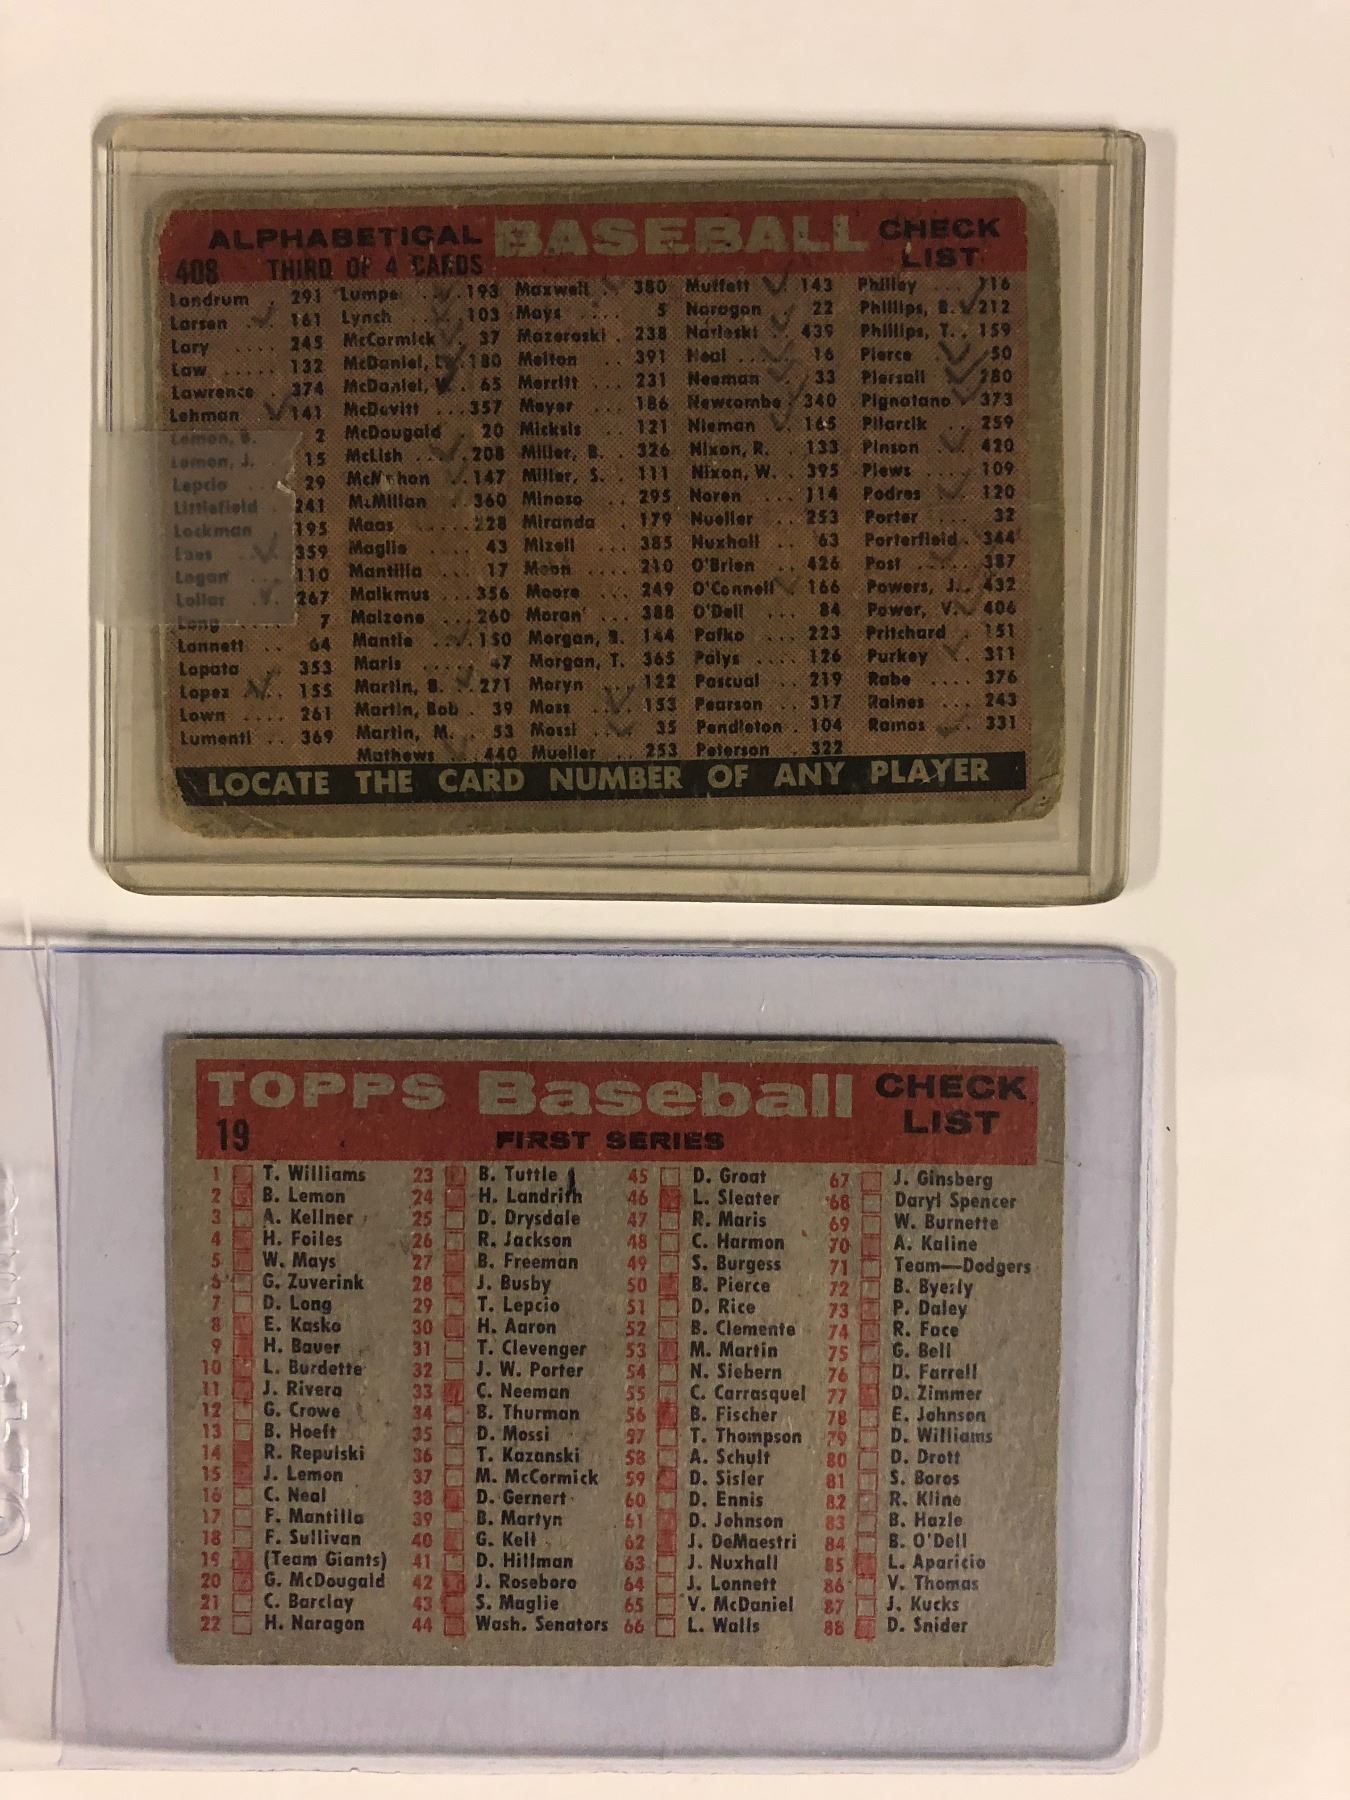 ALPHABETICAL BASEBALL CHECK LIST
408 THIRD OF 4 CARDS
Landrum . 291 Lumpe ... 193 Maxwell . 380 Muffett . 143 Philley ... 116
Larsen . 161 Lynch ... 103 Mays ... 5 Naragon . 22 Phillips, B. 212
Lary .... 245 McCormick 37 Mazeroski . 238 Narleski . 439 Phillips, T. . 159
Law .... 132 McDaniel, L. 180 Melton ... 391 Neal ... 16 Pierce . 50
Lawrence . 374 McDaniel, V. 65 Merritt ... 231 Neeman . 33 Piersall . 280
Lehman . 141 McDevitt ... 357 Meyer ... 186 Newcombe 340 Pignatano . 373
Lemon, B. 2 McDougald . 20 Micksis ... 121 Nieman . 165 Pilarcik .. 259
Lemon, J. 15 McLish .. 208 Miller, B. . 326 Nixon, R. . 133 Pinson . 420
Lepcio 29 McMahon . 147 Miller, S. . 111 Nixon, W. . 395 Plews .... 109
Littlefield 241 McMillan . 360 Minoso ... 295 Noren ... 114 Podres . 120
Lockman 195 Maas .... 228 Miranda . 179 Nueller ... 253 Porter ... 32
Loes 359 Maglie .... 43 Mizell ... 385 Nuxhall .. 63 Porterfield . 344
Logan 110 Mantilla ... 17 Moon .... 210 O'Brien .. 426 Post .... 387
Lollar 267 Malkmus ... 356 Moore ... 249 O'Connell 166 Powers, J. . 432
Long ... 7 Malzone ... 260 Moran ... 388 O'Dell ... 84 Power, V. . 406
Lonnett ... 64 Mantle ... 150 Morgan, B. 144 Pafko ... 223 Pritchard . 151
Lopata ... 353 Maris .... 47 Morgan, T. 365 Palys .... 126 Purkey .. 311
Lopez ... 155 Martin, B. . 271 Moryn ... 122 Pascual .. 219 Rabe .... 376
Lown .... 261 Martin, Bob . 39 Moss ... 153 Pearson .. 317 Raines ... 243
Lumenti .. 369 Martin, M. . 53 Mossi ... 35 Pendleton . 104 Ramos ... 331
Mathews .. 440 Mueller .. 253 Peterson . 322
LOCATE THE CARD NUMBER OF ANY PLAYER
TOPPS Baseball CHECK LIST
19 FIRST SERIES
1 T. Williams 23 B. Tuttle 45 D. Groat 67 J. Ginsberg
2 B. Lemon 24 H. Landrith 46 L. Sleater 68 Daryl Spencer
3 A. Kellner 25 D. Drysdale 47 R. Maris 69 W. Burnette
4 H. Foiles 26 R. Jackson 48 C. Harmon 70 A. Kaline
5 W. Mays 27 B. Freeman 49 S. Burgess 71 Team—Dodgers
6 G. Zuverink 28 J. Busby 50 B. Pierce 72 B. Byerly
7 D. Long 29 T. Lepcio 51 D. Rice 73 P. Daley
8 E. Kasko 30 H. Aaron 52 B. Clemente 74 R. Face
9 H. Bauer 31 T. Clevenger 53 M. Martin 75 G. Bell
10 L. Burdette 32 J. W. Porter 54 N. Siebern 76 D. Farrell
11 J. Rivera 33 C. Neeman 55 C. Carrasquel 77 D. Zimmer
12 G. Crowe 34 B. Thurman 56 B. Fischer 78 E. Johnson
13 B. Hoeft 35 D. Mossi 57 T. Thompson 79 D. Williams
14 R. Repulski 36 T. Kazanski 58 A. Schult 80 D. Drott
15 J. Lemon 37 M. McCormick 59 D. Sisler 81 S. Boros
16 C. Neal 38 D. Gernert 60 D. Ennis 82 R. Kline
17 F. Mantilla 39 B. Martyn 61 D. Johnson 83 B. Hazle
18 F. Sullivan 40 G. Kell 62 J. DeMaestri 84 B. O'Dell
19 (Team Giants) 41 D. Hillman 63 J. Nuxhall 85 L. Aparicio
20 G. McDougald 42 J. Roseboro 64 J. Lonnett 86 V. Thomas
21 C. Barclay 43 S. Maglie 65 V. McDaniel 87 J. Kucks
22 H. Naragon 44 Wash. Senators 66 L. Walls 88 D. Snider